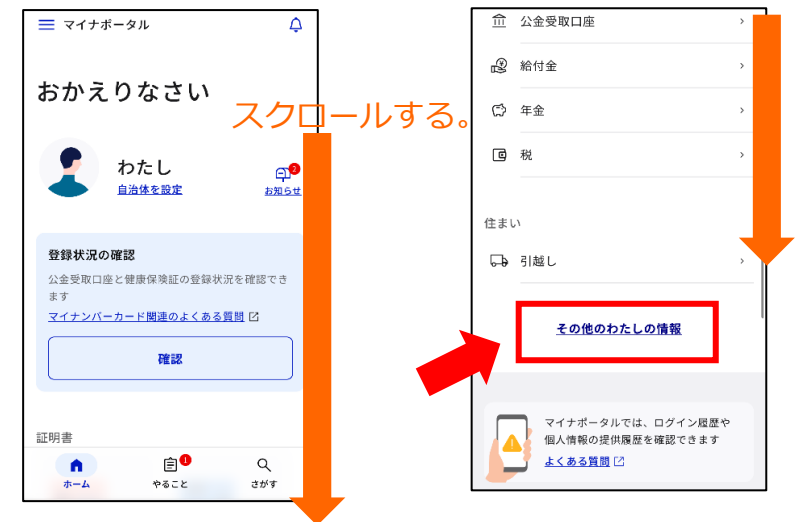 マイナポータル
おかえりなさい
スクロールする。
わたし
自治体を設定
2
お知らせ
登録状況の確認
公金受取口座と健康保険証の登録状況を確認でき
ます
マイナンバーカード関連のよくある質問
確認
証明書
1
ホーム
やること
さがす
公金受取口座
給付金
年金
税
住まい
引越し
その他のわたしの情報
マイナポータルでは、ログイン履歴や
個人情報の提供履歴を確認できます
よくある質問